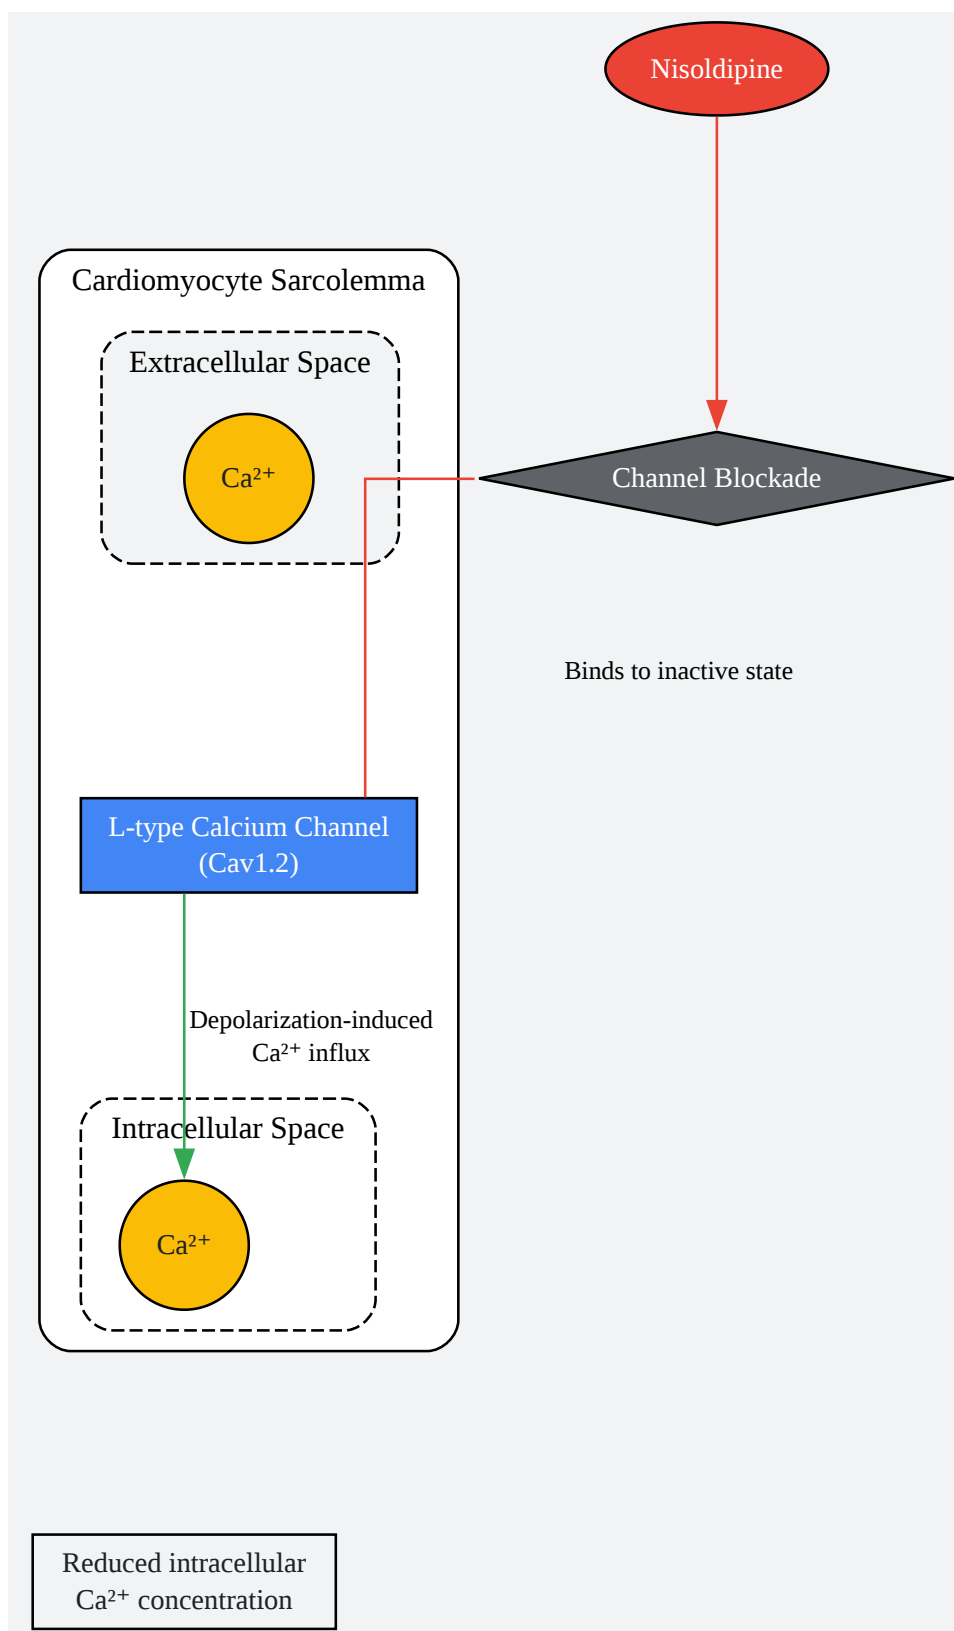 Nisoldipine
Cardiomyocyte Sarcolemma
Extracellular Space
Ca²⁺
Channel Blockade
Binds to inactive state
L-type Calcium Channel
(Cav1.2)
Depolarization-induced
Ca²⁺ influx
Intracellular Space
Ca²⁺
Reduced intracellular
Ca²⁺ concentration